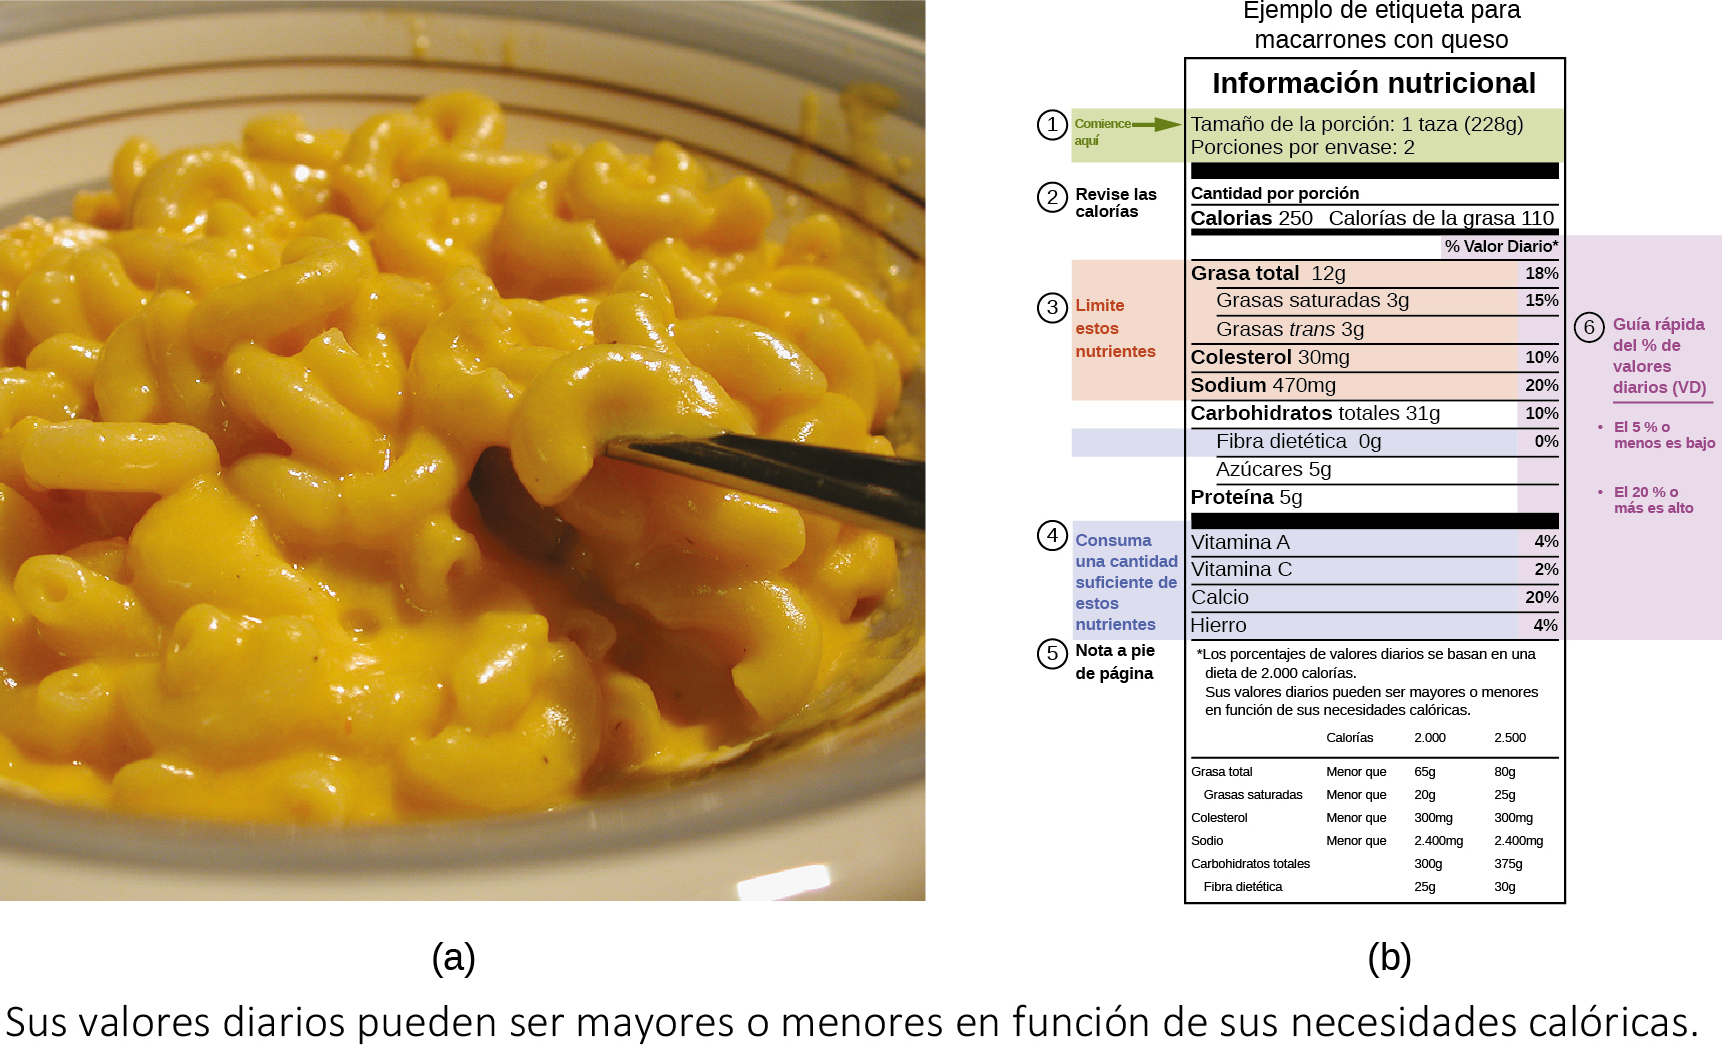 Ejemplo de etiqueta para
macarrones con queso
Información nutricional
1
Comience
aquí
Tamaño de la porción: 1 taza (228g)
Porciones por envase: 2
2
Revise las
calorías
Cantidad por porción
Calorias 250 Calorías de la grasa 110
% Valor Diario*
3
Limite
estos
nutrientes
Grasa total 12g 18%
Grasas saturadas 3g 15%
Grasas trans 3g
Colesterol 30mg 10%
Sodium 470mg 20%
Carbohidratos totales 31g 10%
Fibra dietética 0g 0%
Azúcares 5g
Proteína 5g
4
Consuma
una cantidad
suficiente de
estos
nutrientes
Vitamina A 4%
Vitamina C 2%
Calcio 20%
Hierro 4%
6
Guía rápida
del % de
valores
diarios (VD)
• El 5 % o
menos es bajo
• El 20 % o
más es alto
5
Nota a pie
de página
*Los porcentajes de valores diarios se basan en una
dieta de 2.000 calorías.
Sus valores diarios pueden ser mayores o menores
en función de sus necesidades calóricas.
Calorías 2.000 2.500
Grasa total Menor que 65g 80g
Grasas saturadas Menor que 20g 25g
Colesterol Menor que 300mg 300mg
Sodio Menor que 2.400mg 2.400mg
Carbohidratos totales 300g 375g
Fibra dietética 25g 30g
(a)
(b)
Sus valores diarios pueden ser mayores o menores en función de sus necesidades calóricas.